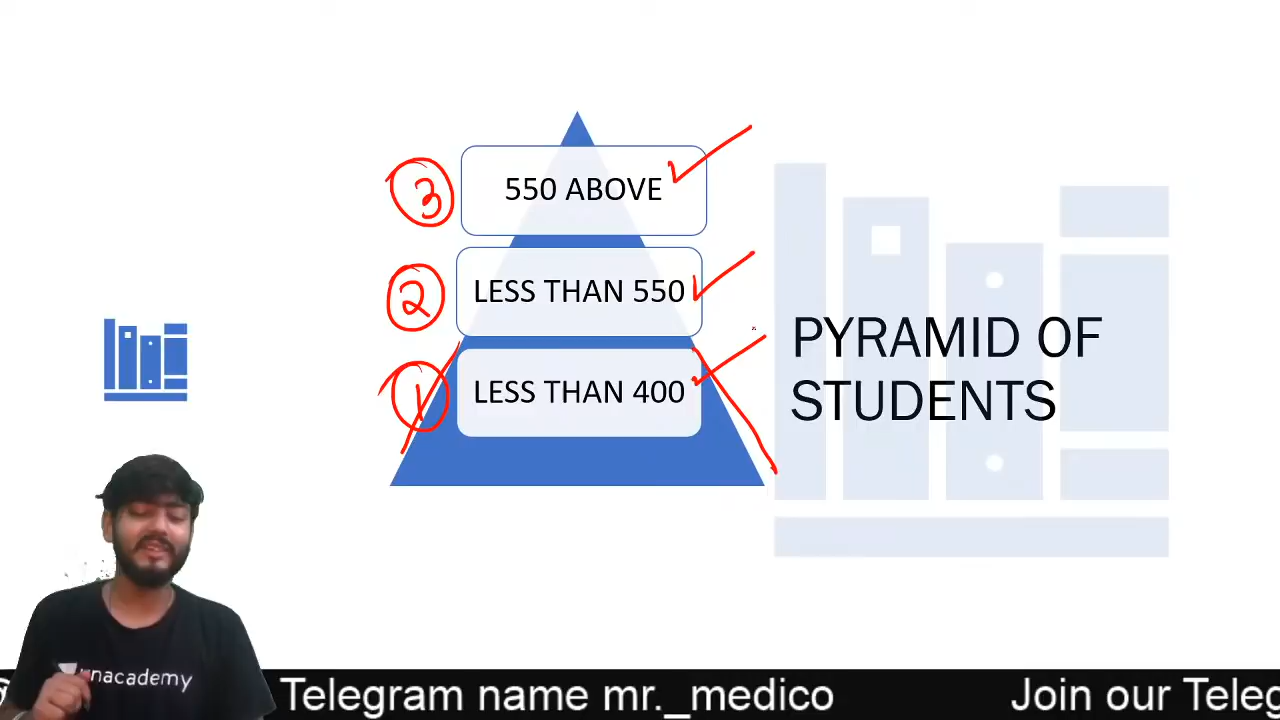 3
550 ABOVE
2
LESS THAN 550
1
LESS THAN 400
PYRAMID OF
STUDENTS
unacademy
Telegram name mr._medico
Join our Teleg